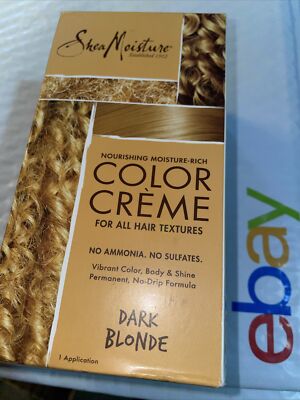 SheaMoisture
Established 1912
NOURISHING MOISTURE-RICH
COLOR
CRÈME
FOR ALL HAIR TEXTURES
NO AMMONIA. NO SULFATES.
Vibrant Color, Body & Shine
Permanent, No-Drip Formula
DARK
BLONDE
1 Application
ebay